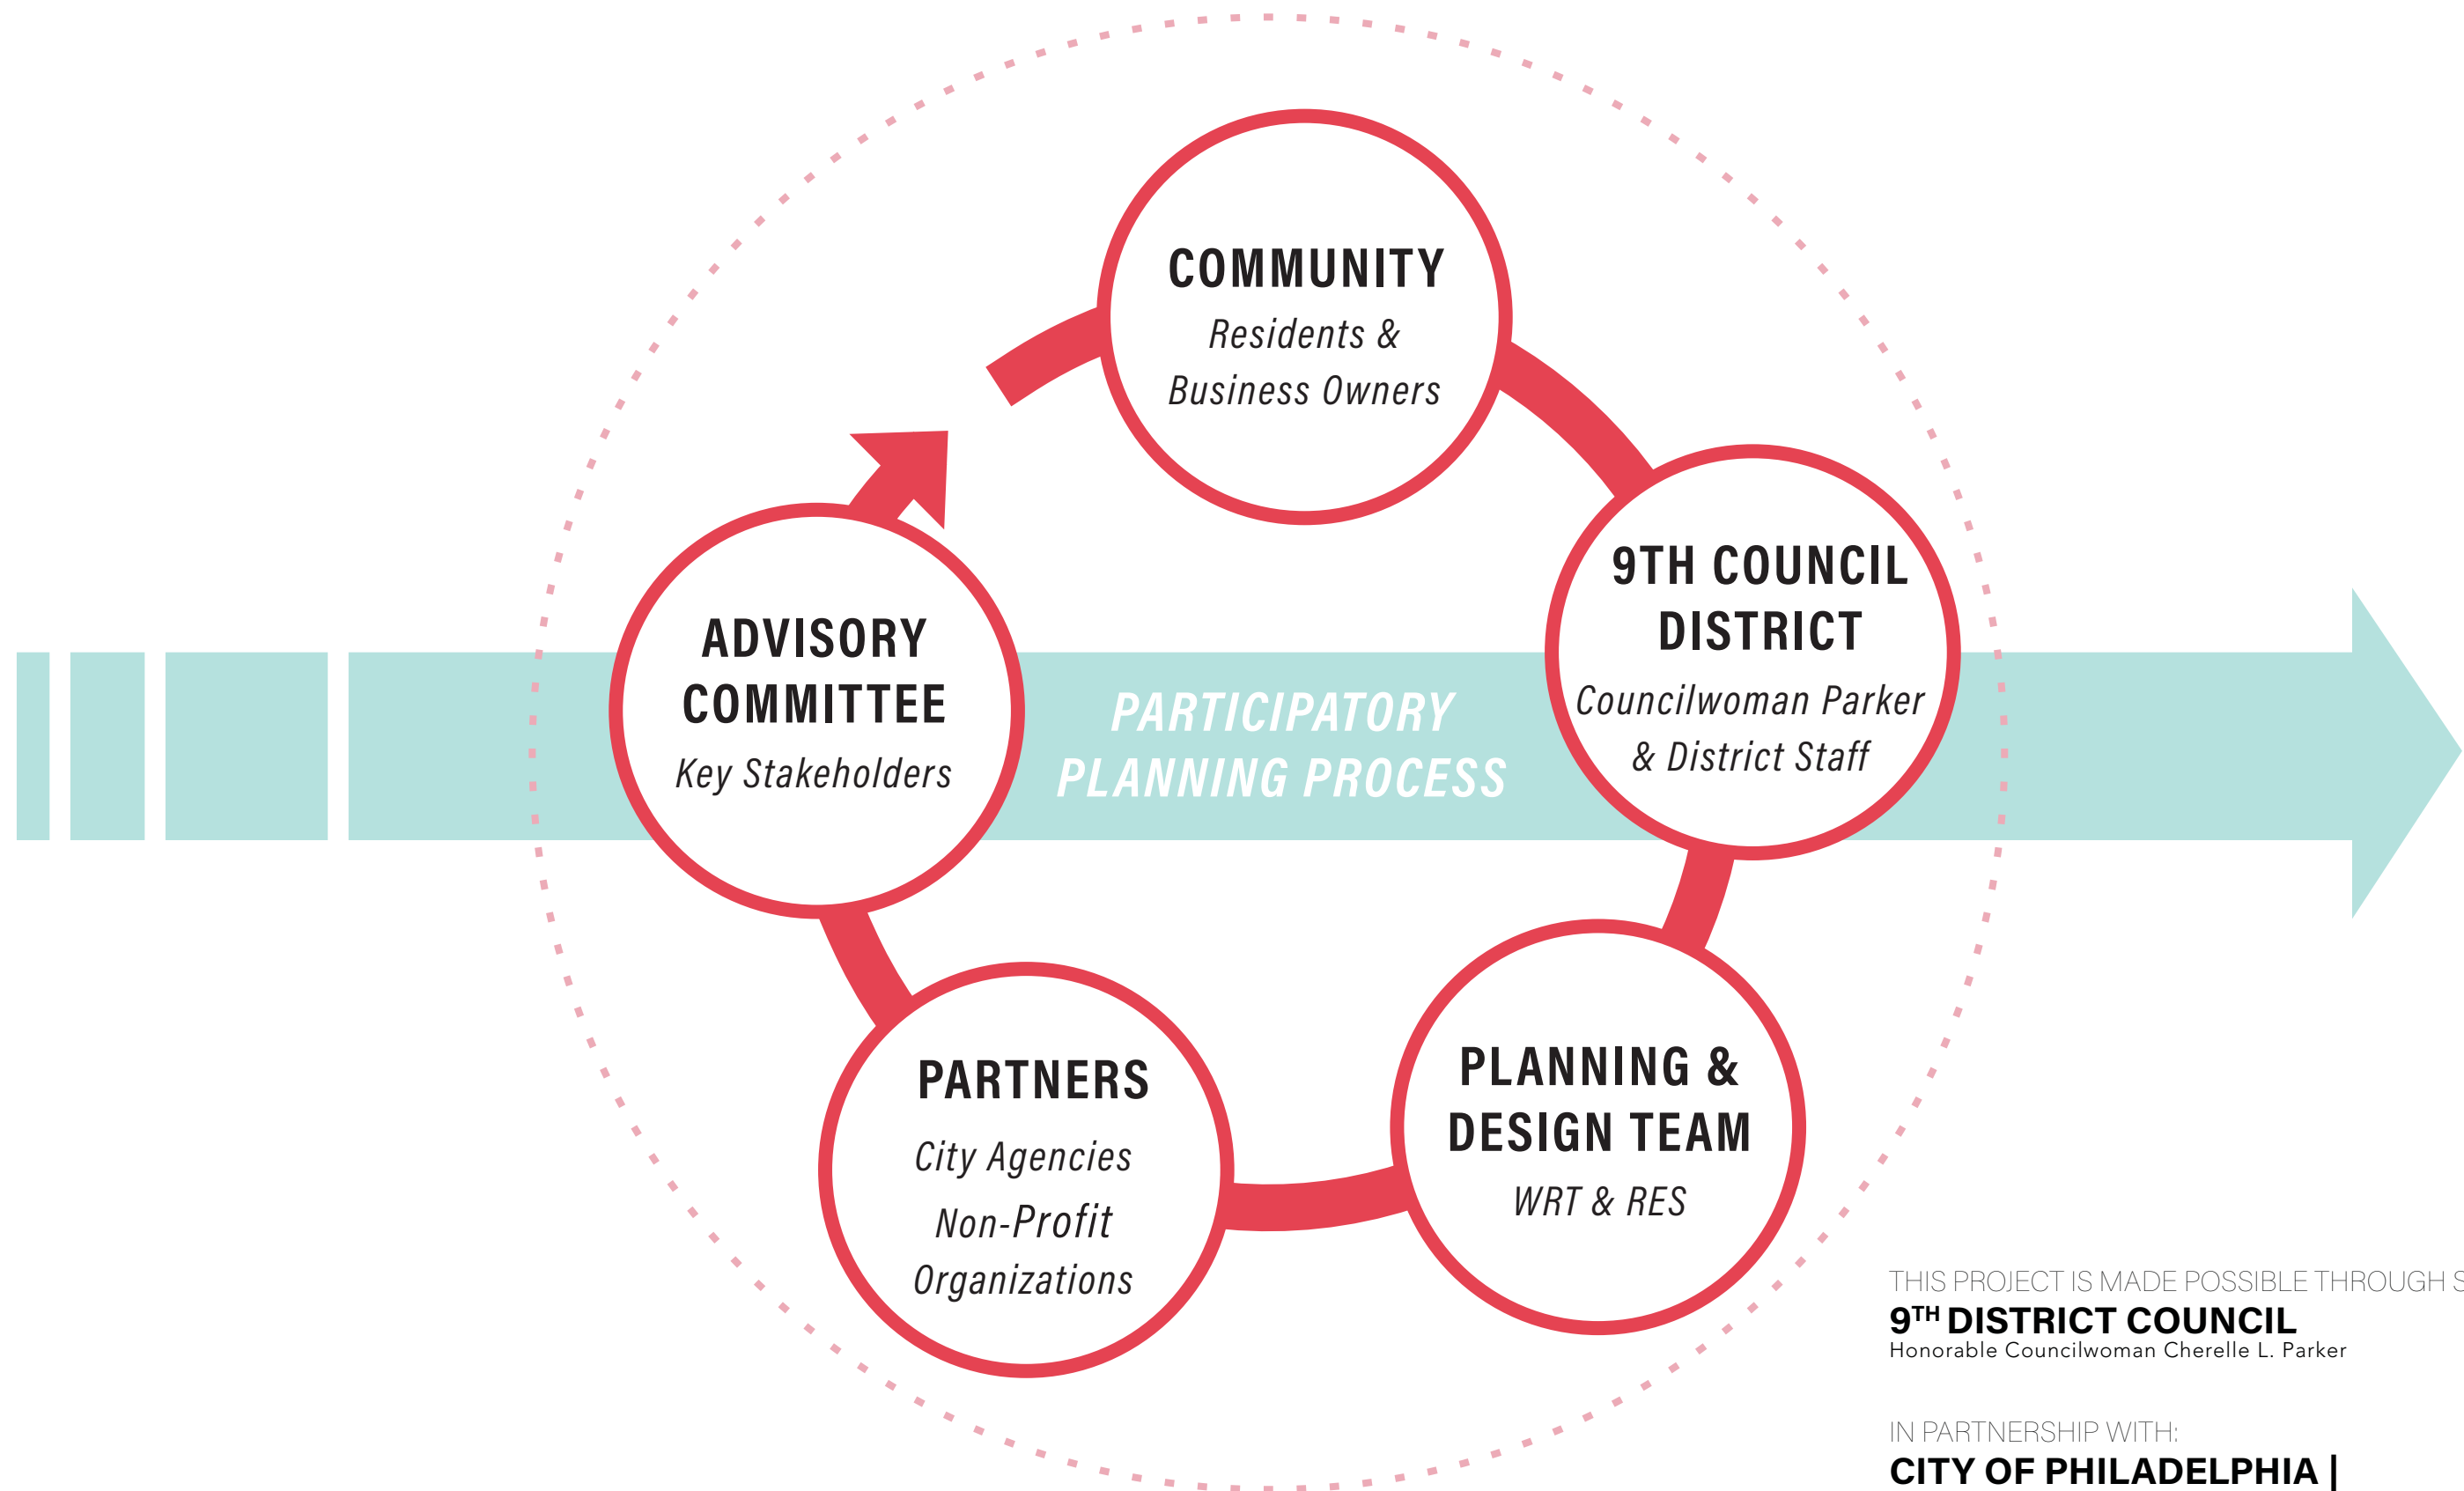 COMMUNITY
Residents &
Business Owners
9TH COUNCIL
DISTRICT
Councilwoman Parker
& District Staff
ADVISORY
COMMITTEE
Key Stakeholders
PARTICIPATORY
PLANNING PROCESS
PLANNING &
DESIGN TEAM
WRT & RES
PARTNERS
City Agencies
Non-Profit
Organizations
THIS PROJECT IS MADE POSSIBLE THROUGH
9TH DISTRICT COUNCIL
Honorable Councilwoman Cherelle L. Parker
IN PARTNERSHIP WITH:
CITY OF PHILADELPHIA |